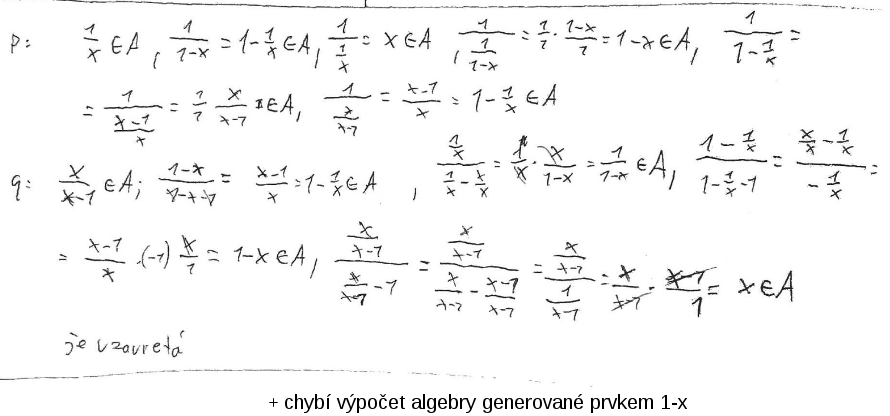 p: 1/x ∈ A, 1/(1-x) = 1 - 1/x ∈ A, 1/(1/x) = x ∈ A, 1/(1/(1-x)) = 1/1 · (1-x)/1 = 1-x ∈ A, 1/(1-1/x) =
= 1/((x-1)/x) = 1/1 · x/(x-1) ∈ A, 1/(x/(x-1)) = (x-1)/x = 1 - 1/x ∈ A
q: x/(x-1) ∈ A; (1-x)/(1-x-1) = (x-1)/x = 1 - 1/x ∈ A, (1/x)/(1/x - x/x) = 1/x · x/(1-x) = 1/(1-x) ∈ A, (1 - 1/x)/(1 - 1/x - 1) = (x/x - 1/x)/(- 1/x) =
= (x-1)/x · (-1) x/1 = 1-x ∈ A, (x/(x-1))/(x/(x-1) - 1) = (x/(x-1))/(x/(x-1) - (x-1)/(x-1)) = (x/(x-1))/(1/(x-1)) = x/(x-1) · (x-1)/1 = x ∈ A
je uzavretá
+ chybí výpočet algebry generované prvkem 1-x